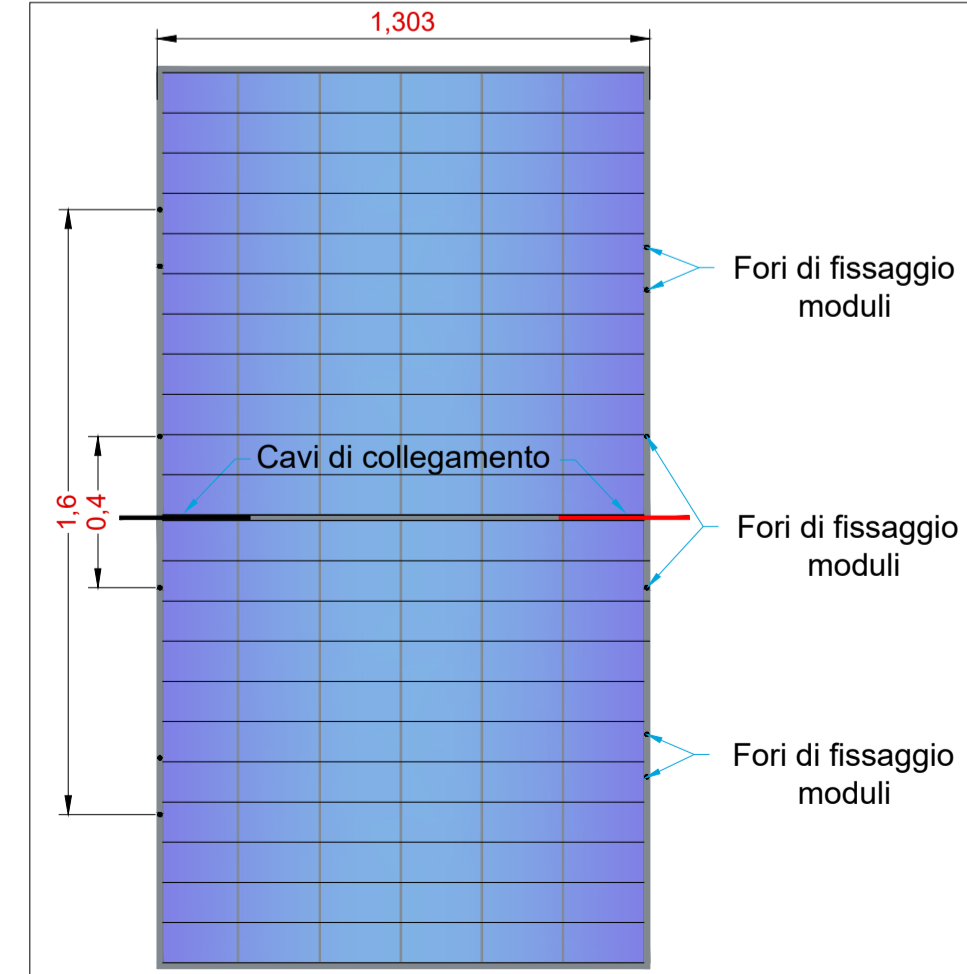 1,303
Fori di fissaggio
moduli
Cavi di collegamento
1,6
0,4
Fori di fissaggio
moduli
Fori di fissaggio
moduli